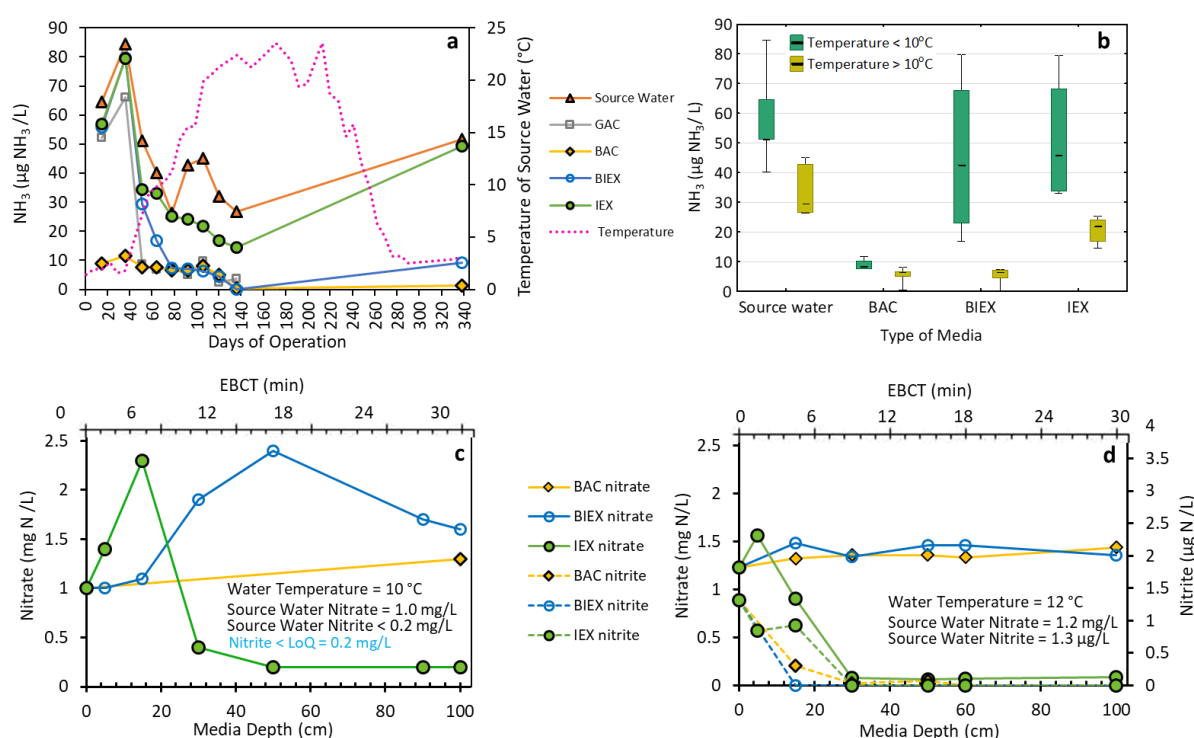 a
90
80
70
60
50
40
30
20
10
0
NH3 (µg NH3 /L)
25
20
15
10
5
0
Temperature of Source Water (°C)
0 20 40 60 80 100 120 140 160 180 200 220 240 260 280 300 320 340
Days of Operation
Source Water
GAC
BAC
BIEX
IEX
Temperature
b
Temperature < 10°C
Temperature > 10°C
90
80
70
60
50
40
30
20
10
0
NH3 (µg NH3/ L)
Source water BAC BIEX IEX
Type of Media
EBCT (min)
0 6 12 18 24 30
c
2.5
2
1.5
1
0.5
0
Nitrate (mg N /L)
Water Temperature = 10 °C
Source Water Nitrate = 1.0 mg/L
Source Water Nitrite < 0.2 mg/L
Nitrite < LoQ = 0.2 mg/L
0 20 40 60 80 100
Media Depth (cm)
BAC nitrate
BIEX nitrate
IEX nitrate
BAC nitrite
BIEX nitrite
IEX nitrite
EBCT (min)
0 6 12 18 24 30
d
2.5
2
1.5
1
0.5
0
Nitrate (mg N/L)
4
3.5
3
2.5
2
1.5
1
0.5
0
Nitrite (µg N /L)
Water Temperature = 12 °C
Source Water Nitrate = 1.2 mg/L
Source Water Nitrite = 1.3 µg/L
0 20 40 60 80 100
Media Depth (cm)